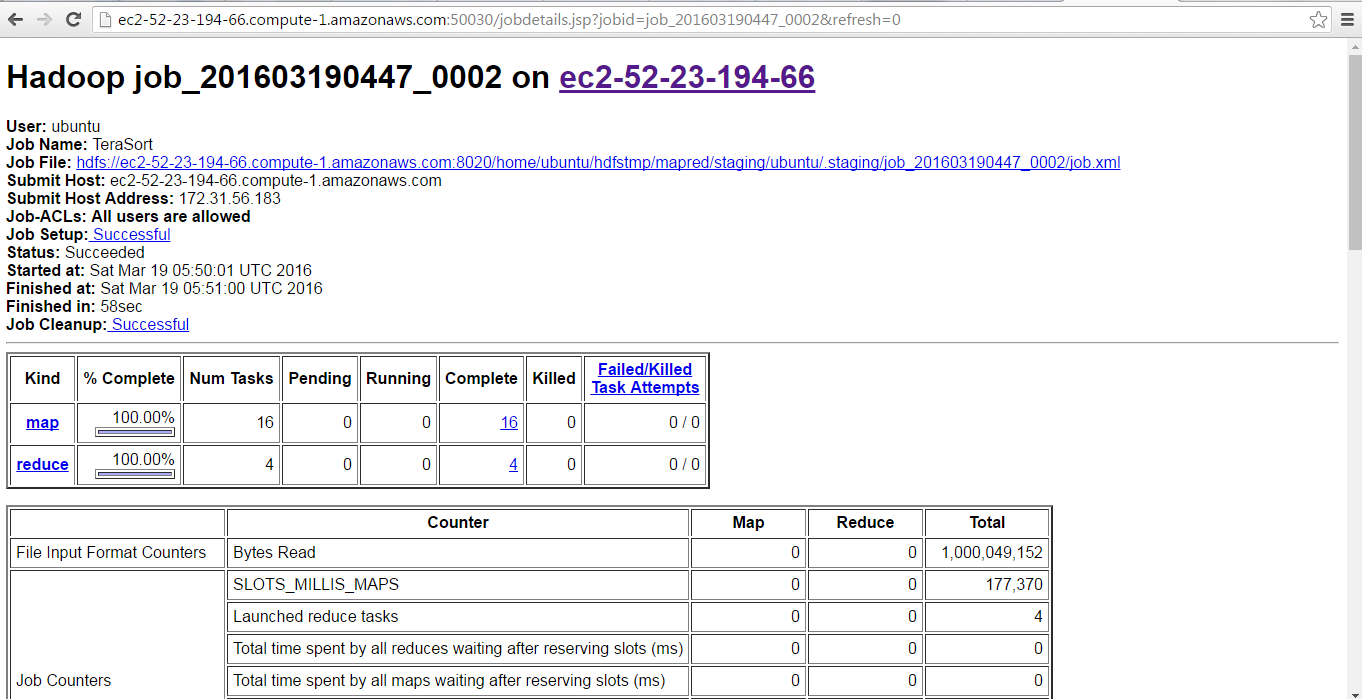 ec2-52-23-194-66.compute-1.amazonaws.com:50030/jobdetails.jsp?jobid=job_201603190447_0002&refresh=0
Hadoop job_201603190447_0002 on ec2-52-23-194-66
User: ubuntu
Job Name: TeraSort
Job File: hdfs://ec2-52-23-194-66.compute-1.amazonaws.com:8020/home/ubuntu/hdfstmp/mapred/staging/ubuntu/.staging/job_201603190447_0002/job.xml
Submit Host: ec2-52-23-194-66.compute-1.amazonaws.com
Submit Host Address: 172.31.56.183
Job-ACLs: All users are allowed
Job Setup: Successful
Status: Succeeded
Started at: Sat Mar 19 05:50:01 UTC 2016
Finished at: Sat Mar 19 05:51:00 UTC 2016
Finished in: 58sec
Job Cleanup: Successful
Kind % Complete Num Tasks Pending Running Complete Killed Failed/Killed
Task Attempts
map 100.00% 16 0 0 16 0 0 / 0
reduce 100.00% 4 0 0 4 0 0 / 0
Counter Map Reduce Total
File Input Format Counters Bytes Read 0 0 1,000,049,152
SLOTS_MILLIS_MAPS 0 0 177,370
Launched reduce tasks 0 0 4
Total time spent by all reduces waiting after reserving slots (ms) 0 0 0
Job Counters Total time spent by all maps waiting after reserving slots (ms) 0 0 0